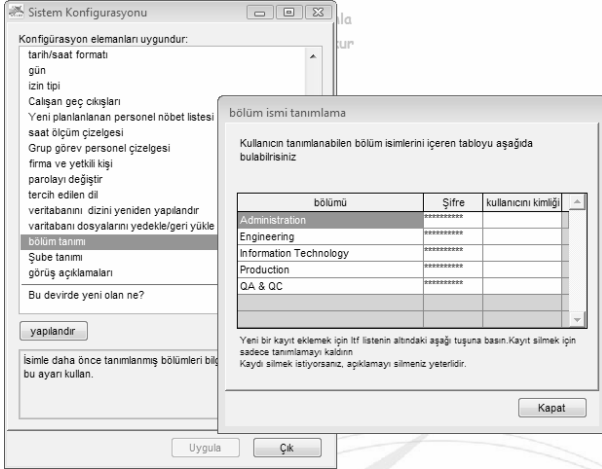 Sistem Konfigurasyonu
Konfigürasyon elemanları uygundur:
tarih/saat formatı
gün
izin tipi
Calışan geç cıkışları
Yeni planlanlanan personel nöbet listesi
saat ölçüm çizelgesi
Grup görev personel çizelgesi
firma ve yetkili kişi
parolayı değiştir
tercih edilen dil
veritabanını dizini yeniden yapılandır
varitabanı dosyalarını yedekle/geri yükle
bölüm tanımı
Şube tanımı
görüş açıklamaları
Bu devirde yeni olan ne?
yapılandır
İsimle daha önce tanımlanmış bölümleri bilg
bu ayarı kullan.
Uygula
Çık
bölüm ismi tanımlama
Kullanıcın tanımlanabilen bölüm isimlerini içeren tabloyu aşağıda
bulabilrisiniz
bölümü Şifre kullanıcını kimliği
Administration **********
Engineering **********
Information Technology **********
Production **********
QA & QC **********
Yeni bir kayıt eklemek için ltf listenin altındaki aşağı tuşuna basın.Kayıt silmek için
sadece tanımlamayı kaldırın
Kaydı silmek istiyorsanız, açıklamayı silmeniz yeterlidir.
Kapat